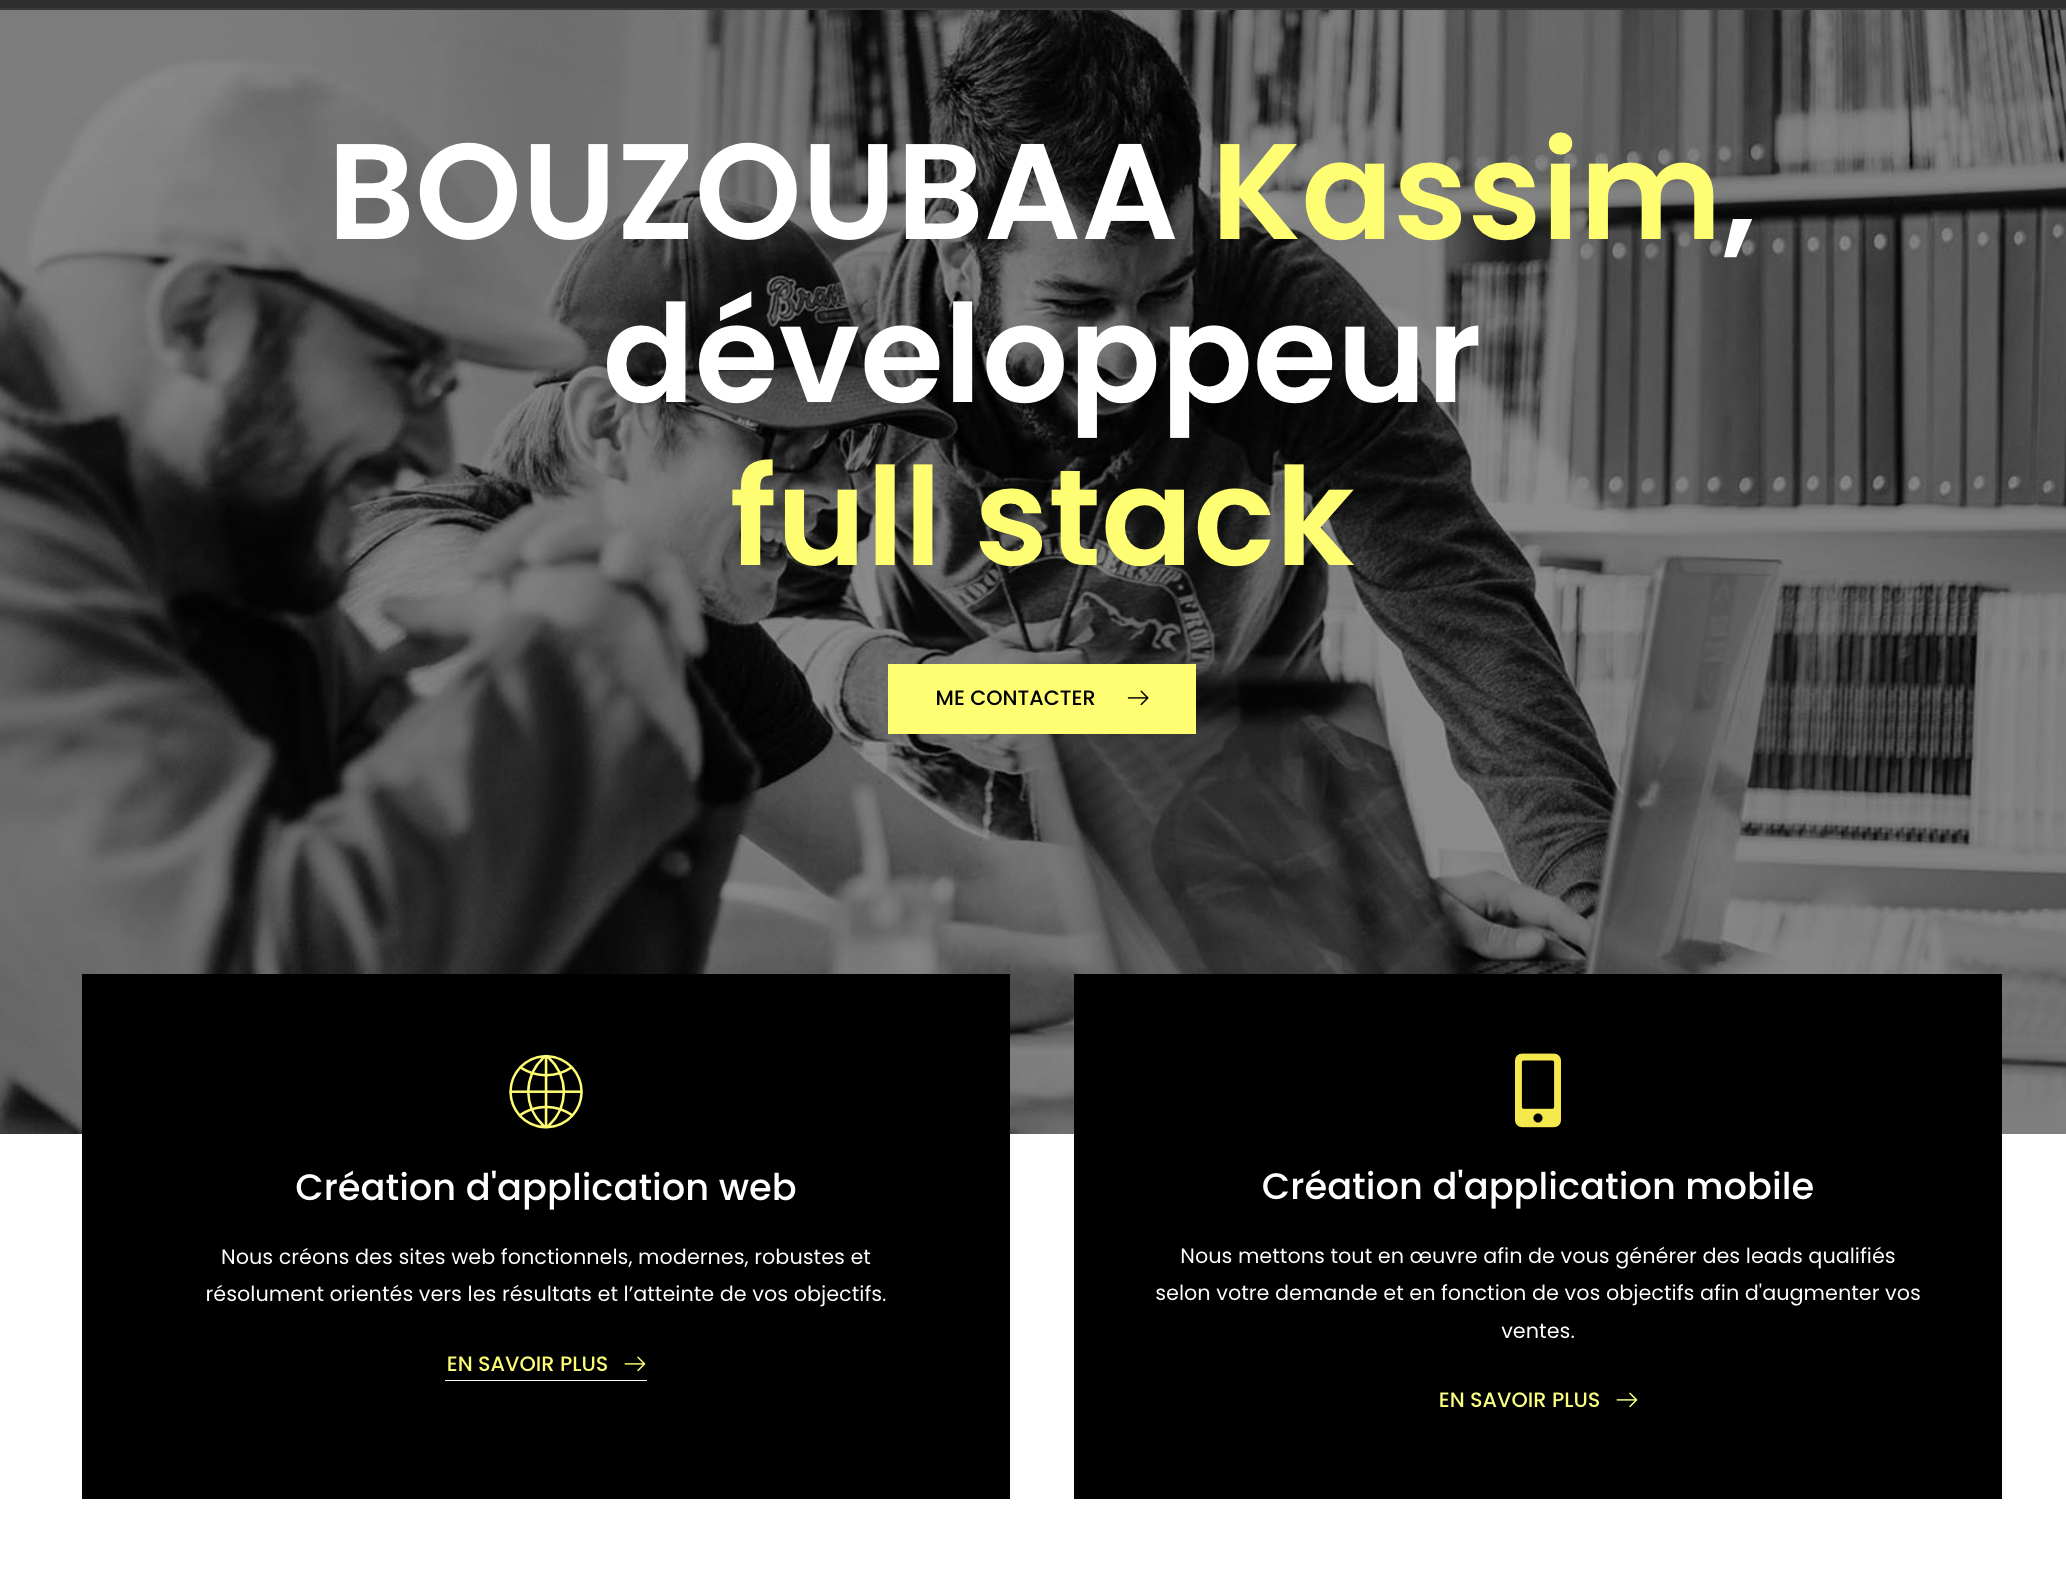 BOUZOUBAA Kassim,
développeur
full stack
ME CONTACTER
Création d'application web
Nous créons des sites web fonctionnels, modernes, robustes et
résolument orientés vers les résultats et l’atteinte de vos objectifs.
EN SAVOIR PLUS
Création d'application mobile
Nous mettons tout en œuvre afin de vous générer des leads qualifiés
selon votre demande et en fonction de vos objectifs afin d'augmenter vos
ventes.
EN SAVOIR PLUS